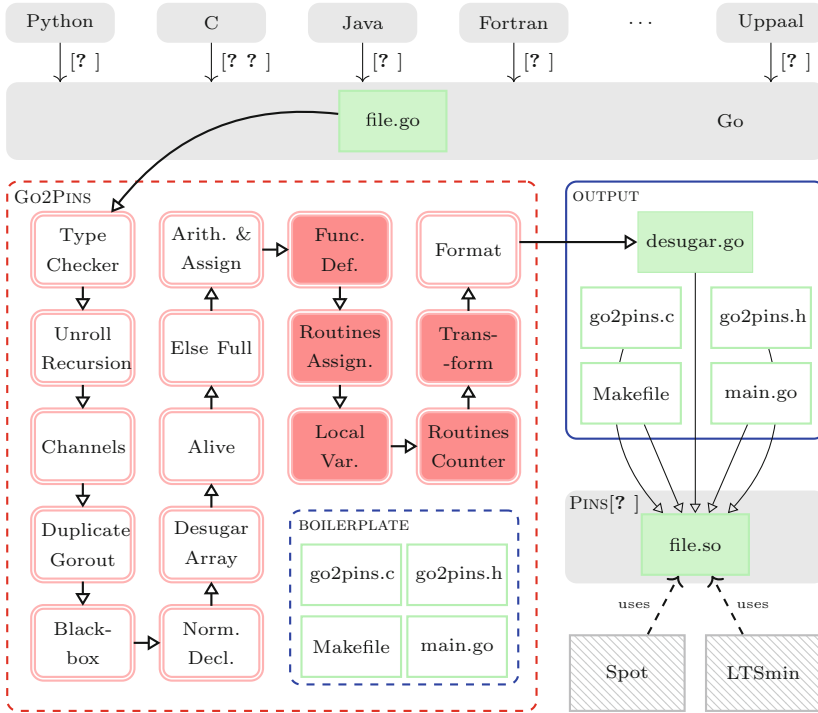 Python
C
Java
Fortran
...
Uppaal
[? ]
[? ? ]
[? ]
[? ]
[? ]
file.go
Go
Go2Pins
Type
Checker
Unroll
Recursion
Channels
Duplicate
Gorout
Black-
box
Norm.
Decl.
Desugar
Array
Alive
Else Full
Arith. &
Assign
Func.
Def.
Routines
Assign.
Local
Var.
Routines
Counter
Trans-
-form
Format
BOILERPLATE
go2pins.c
go2pins.h
Makefile
main.go
OUTPUT
desugar.go
go2pins.c
go2pins.h
Makefile
main.go
Pins[? ]
file.so
uses
uses
Spot
LTSmin